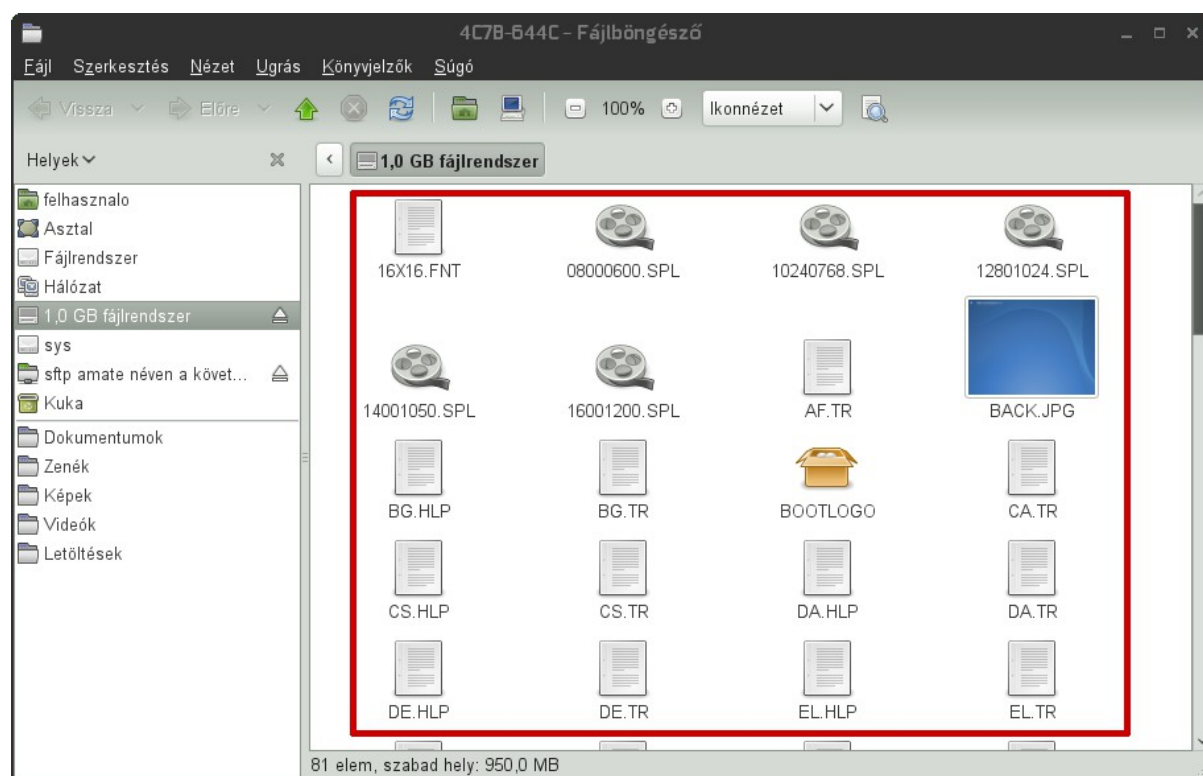 4C7B-644C – Fájlböngésző
Fájl Szerkesztés Nézet Ugrás Könyvjelzők Súgó
Vissza Előre 100% Ikonnézet
Helyek
1,0 GB fájlrendszer
felhasznalo
Asztal
Fájlrendszer
Hálózat
1,0 GB fájlrendszer
sys
sftp amate néven a követ...
Kuka
Dokumentumok
Zenék
Képek
Videók
Letöltések
16X16.FNT 08000600.SPL 10240768.SPL 12801024.SPL
14001050.SPL 16001200.SPL AF.TR BACK.JPG
BG.HLP BG.TR BOOTLOGO CA.TR
CS.HLP CS.TR DA.HLP DA.TR
DE.HLP DE.TR EL.HLP EL.TR
81 elem, szabad hely: 950,0 MB